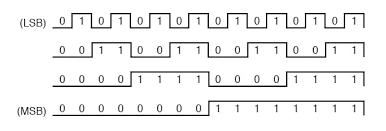 (LSB) 0 1 0 1 0 1 0 1 0 1 0 1 0 1 0 1
0 0 1 1 0 0 1 1 0 0 1 1 0 0 1 1
0 0 0 0 1 1 1 1 0 0 0 0 1 1 1 1
(MSB) 0 0 0 0 0 0 0 0 1 1 1 1 1 1 1 1